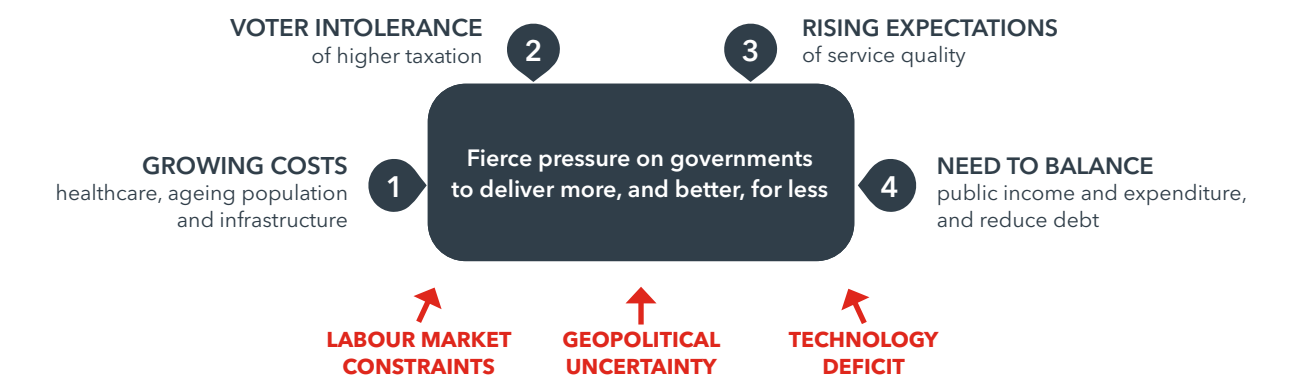 VOTER INTOLERANCE
of higher taxation
2
3
RISING EXPECTATIONS
of service quality
GROWING COSTS
healthcare, ageing population
and infrastructure
1
Fierce pressure on governments
to deliver more, and better, for less
4
NEED TO BALANCE
public income and expenditure,
and reduce debt
LABOUR MARKET
CONSTRAINTS
GEOPOLITICAL
UNCERTAINTY
TECHNOLOGY
DEFICIT